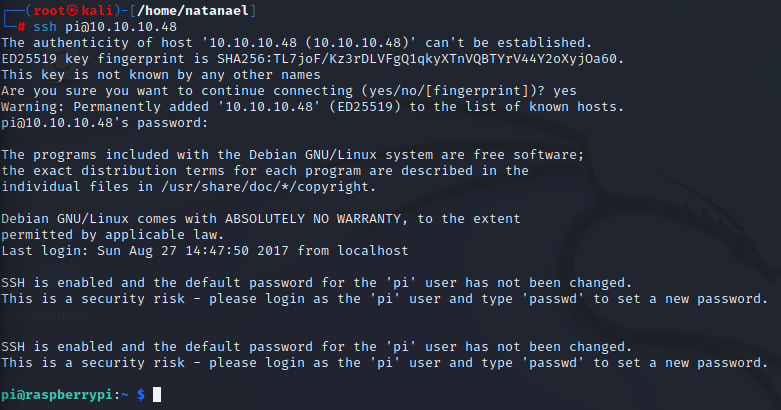 ┌──(root㉿kali)-[/home/natanael]
└─# ssh pi@10.10.10.48
The authenticity of host '10.10.10.48 (10.10.10.48)' can't be established.
ED25519 key fingerprint is SHA256:TL7joF/Kz3rDLVFgQ1qkyXTnVQBTYrV44Y2oXyjOa60.
This key is not known by any other names
Are you sure you want to continue connecting (yes/no/[fingerprint])? yes
Warning: Permanently added '10.10.10.48' (ED25519) to the list of known hosts.
pi@10.10.10.48's password:
The programs included with the Debian GNU/Linux system are free software;
the exact distribution terms for each program are described in the
individual files in /usr/share/doc/*/copyright.
Debian GNU/Linux comes with ABSOLUTELY NO WARRANTY, to the extent
permitted by applicable law.
Last login: Sun Aug 27 14:47:50 2017 from localhost
SSH is enabled and the default password for the 'pi' user has not been changed.
This is a security risk - please login as the 'pi' user and type 'passwd' to set a new password.
samples
SSH is enabled and the default password for the 'pi' user has not been changed.
This is a security risk - please login as the 'pi' user and type 'passwd' to set a new password.
pi@raspberrypi:~ $